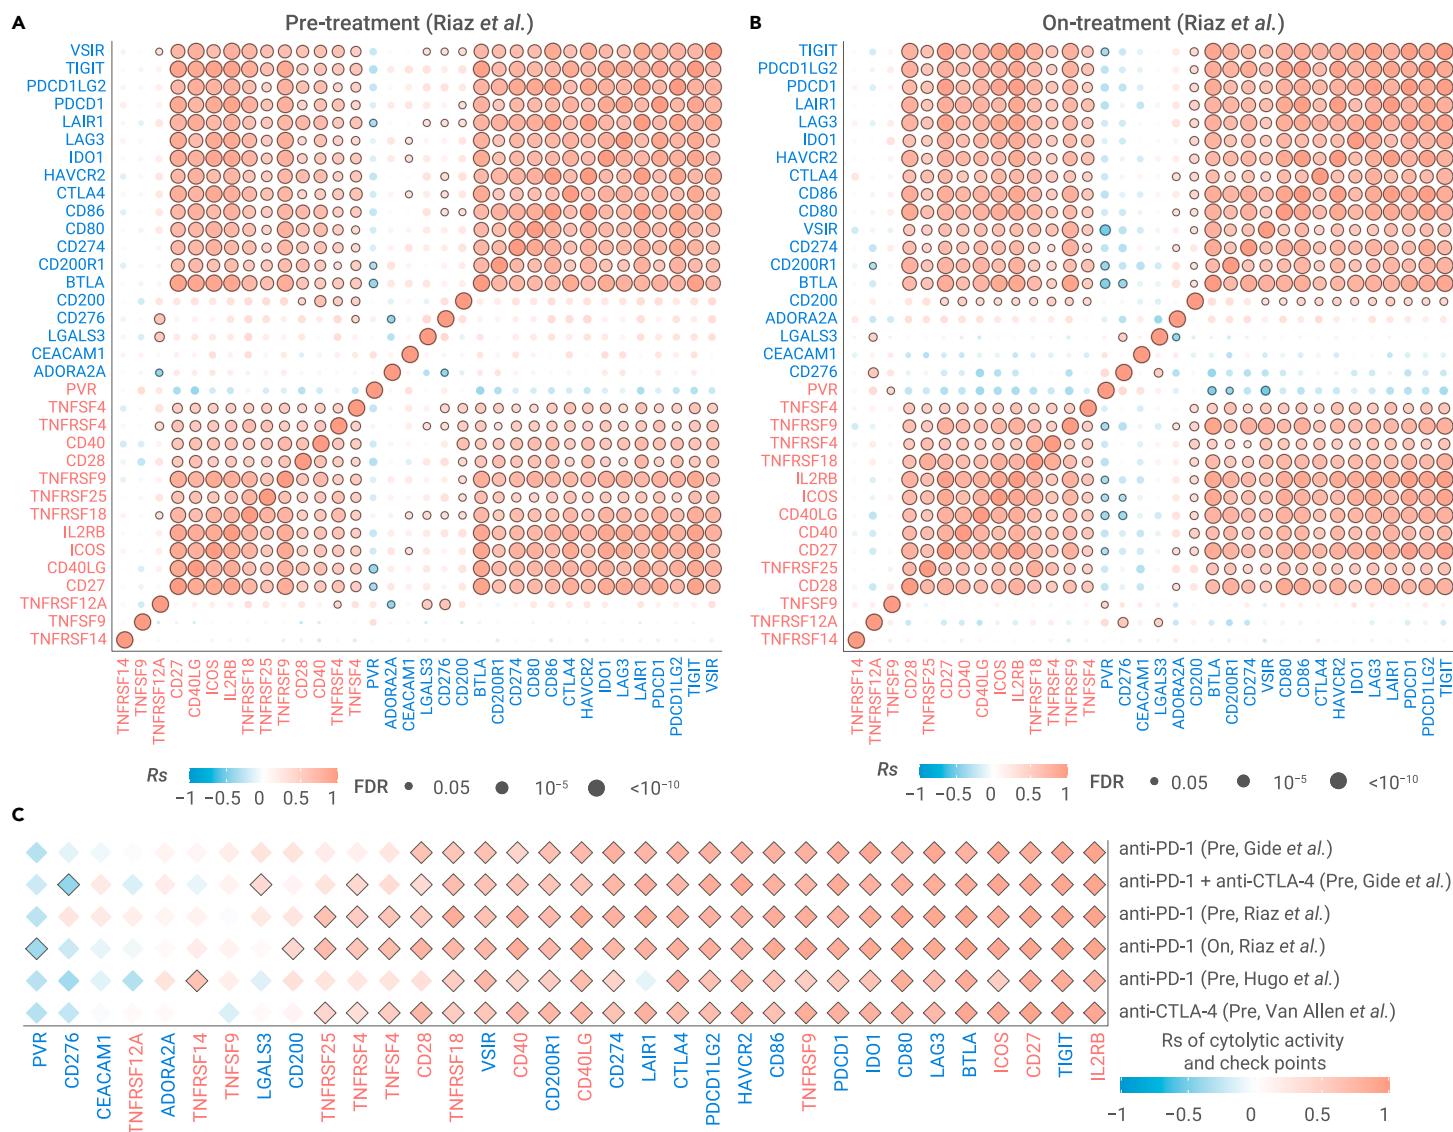 A
Pre-treatment (Riaz et al.)
VSIR
TIGIT
PDCD1LG2
PDCD1
LAIR1
LAG3
IDO1
HAVCR2
CTLA4
CD86
CD80
CD274
CD200R1
BTLA
CD200
CD276
LGALS3
CEACAM1
ADORA2A
PVR
TNFSF4
TNFRSF4
CD40
CD28
TNFRSF9
TNFRSF25
TNFRSF18
IL2RB
ICOS
CD40LG
CD27
TNFRSF12A
TNFSF9
TNFRSF14
TNFRSF14
TNFSF9
TNFRSF12A
CD27
CD40LG
ICOS
IL2RB
TNFRSF18
TNFRSF25
TNFRSF9
CD28
CD40
TNFRSF4
TNFSF4
PVR
ADORA2A
CEACAM1
LGALS3
CD276
CD200
BTLA
CD200R1
CD274
CD80
CD86
CTLA4
HAVCR2
IDO1
LAG3
LAIR1
PDCD1
PDCD1LG2
TIGIT
VSIR
Rs
−1 −0.5 0 0.5 1
FDR 0.05 10−5 <10−10
B
On-treatment (Riaz et al.)
TIGIT
PDCD1LG2
PDCD1
LAIR1
LAG3
IDO1
HAVCR2
CTLA4
CD86
CD80
VSIR
CD274
CD200R1
BTLA
CD200
ADORA2A
LGALS3
CEACAM1
CD276
PVR
TNFSF4
TNFRSF9
TNFRSF4
TNFRSF18
IL2RB
ICOS
CD40LG
CD40
CD27
TNFRSF25
CD28
TNFSF9
TNFRSF12A
TNFRSF14
TNFRSF14
TNFRSF12A
TNFSF9
CD28
TNFRSF25
CD27
CD40
CD40LG
ICOS
IL2RB
TNFRSF18
TNFRSF4
TNFRSF9
TNFSF4
PVR
CD276
CEACAM1
LGALS3
ADORA2A
CD200
BTLA
CD200R1
CD274
VSIR
CD80
CD86
CTLA4
HAVCR2
IDO1
LAG3
LAIR1
PDCD1
PDCD1LG2
TIGIT
Rs
−1 −0.5 0 0.5 1
FDR 0.05 10−5 <10−10
C
anti-PD-1 (Pre, Gide et al.)
anti-PD-1 + anti-CTLA-4 (Pre, Gide et al.)
anti-PD-1 (Pre, Riaz et al.)
anti-PD-1 (On, Riaz et al.)
anti-PD-1 (Pre, Hugo et al.)
anti-CTLA-4 (Pre, Van Allen et al.)
PVR
CD276
CEACAM1
TNFRSF12A
ADORA2A
TNFRSF14
TNFSF9
LGALS3
CD200
TNFRSF25
TNFRSF4
TNFSF4
CD28
TNFRSF18
VSIR
CD40
CD200R1
CD40LG
CD274
LAIR1
CTLA4
PDCD1LG2
HAVCR2
CD86
TNFRSF9
PDCD1
IDO1
CD80
LAG3
BTLA
ICOS
CD27
TIGIT
IL2RB
Rs of cytolytic activity
and check points
−1 −0.5 0 0.5 1